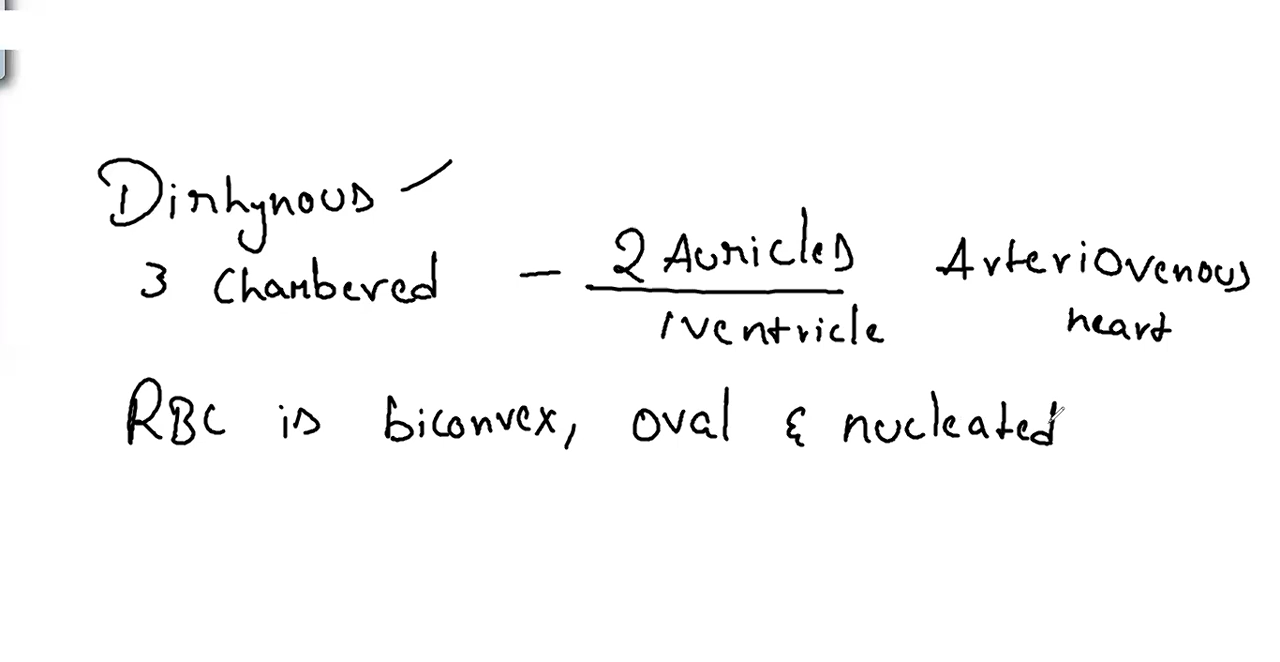 Dirhynous
3 Chambered — 2 Auricles Arteriovenous
1 ventricle heart
RBC is biconvex, oval & nucleated